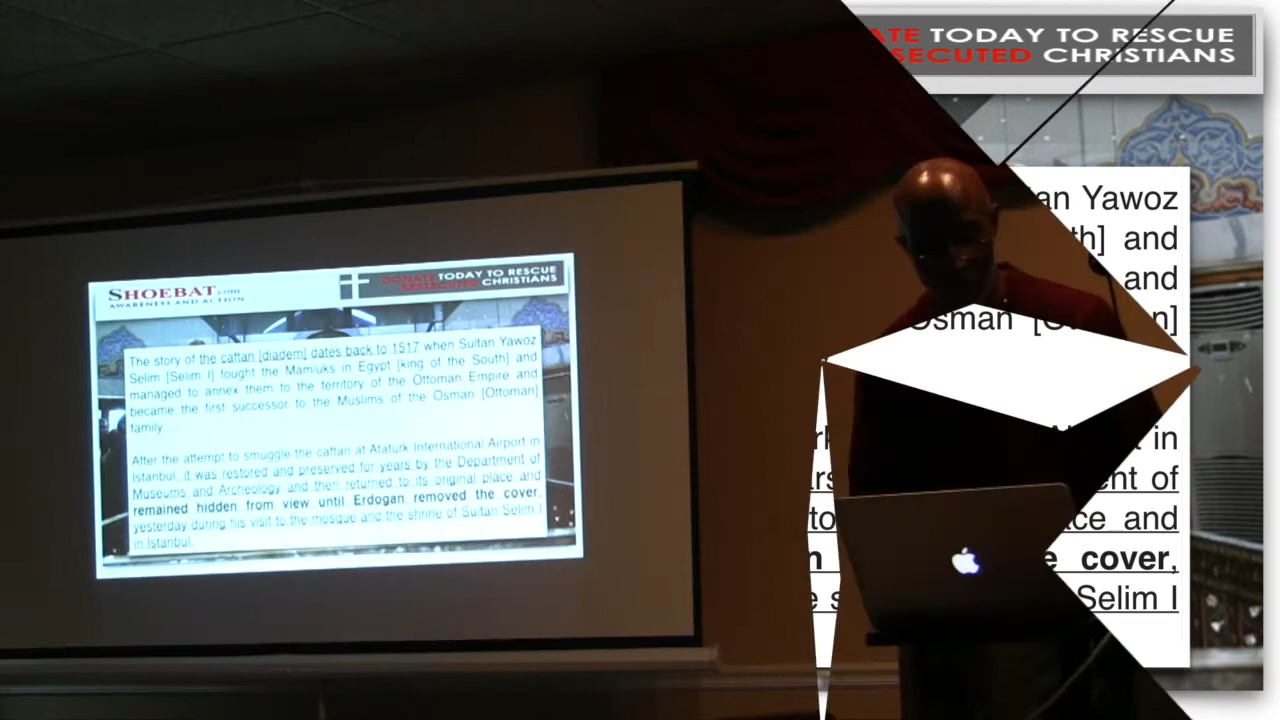 SHOEBAT.com
AWARENESS AND ACTION
DONATE TODAY TO RESCUE
PERSECUTED CHRISTIANS
The story of the caftan [diadem] dates back to 1517 when Sultan Yawoz
Selim [Selim I] fought the Mamluks in Egypt [king of the South] and
managed to annex them to the territory of the Ottoman Empire and
became the first successor to the Muslims of the Osman [Ottoman]
family
After the attempt to smuggle the caftan at Ataturk International Airport in
Istanbul, it was restored and preserved for years by the Department of
Museums and Archeology and then returned to its original place and
remained hidden from view until Erdogan removed the cover,
yesterday during his visit to the mosque and the shrine of Sultan Selim I
in Istanbul.
TODAY TO RESCUE
CHRISTIANS
Yawoz
and
and
Osman
in
of
and
cover,
Selim I